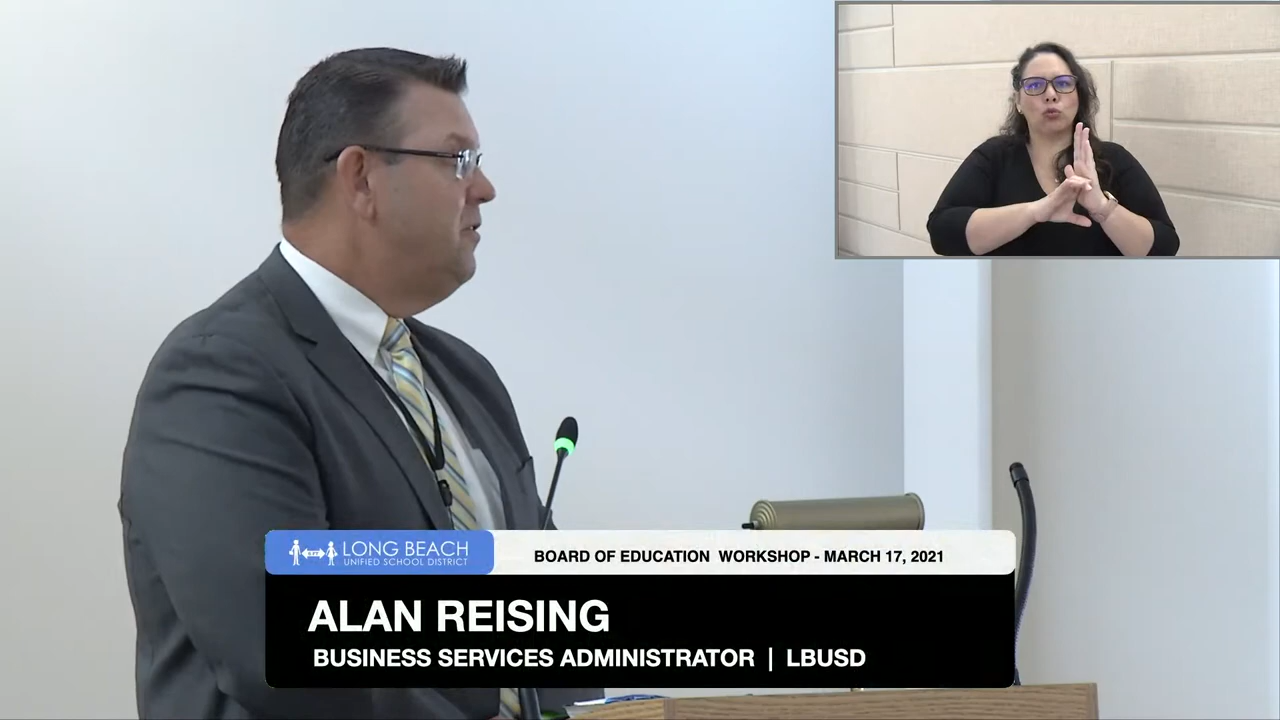 LONG BEACH
UNIFIED SCHOOL DISTRICT
BOARD OF EDUCATION WORKSHOP - MARCH 17, 2021
ALAN REISING
BUSINESS SERVICES ADMINISTRATOR | LBUSD